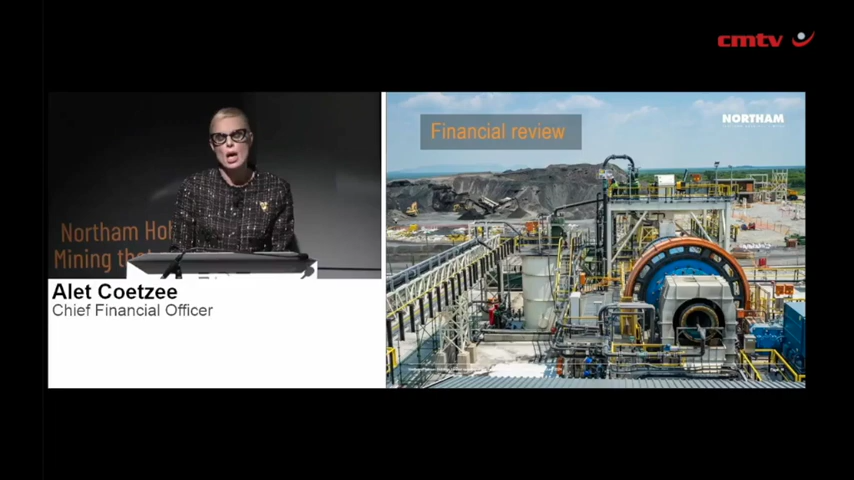 cmtv
Northam Hol
Mining th
Alet Coetzee
Chief Financial Officer
Financial review
NORTHAM